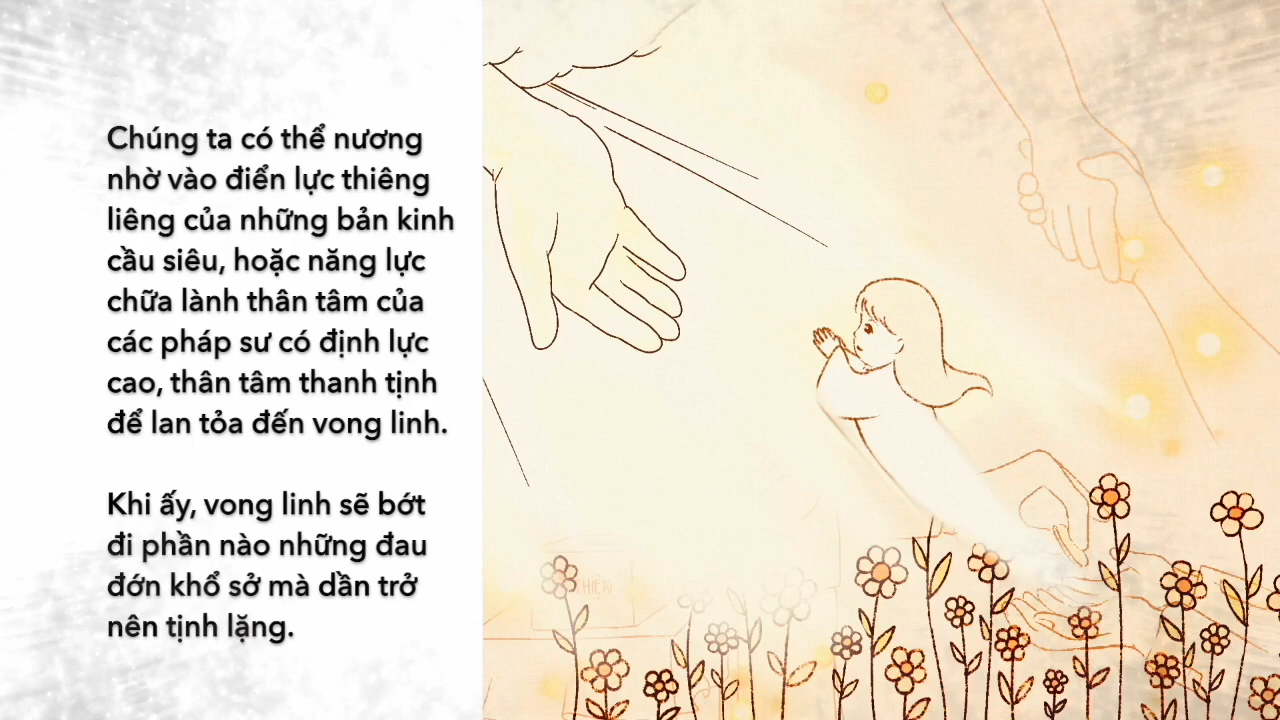 Chúng ta có thể nương
nhờ vào điển lực thiêng
liêng của những bản kinh
cầu siêu, hoặc năng lực
chữa lành thân tâm của
các pháp sư có định lực
cao, thân tâm thanh tịnh
để lan tỏa đến vong linh.
Khi ấy, vong linh sẽ bớt
đi phần nào những đau
đớn khổ sở mà dần trở
nên tịnh lặng.